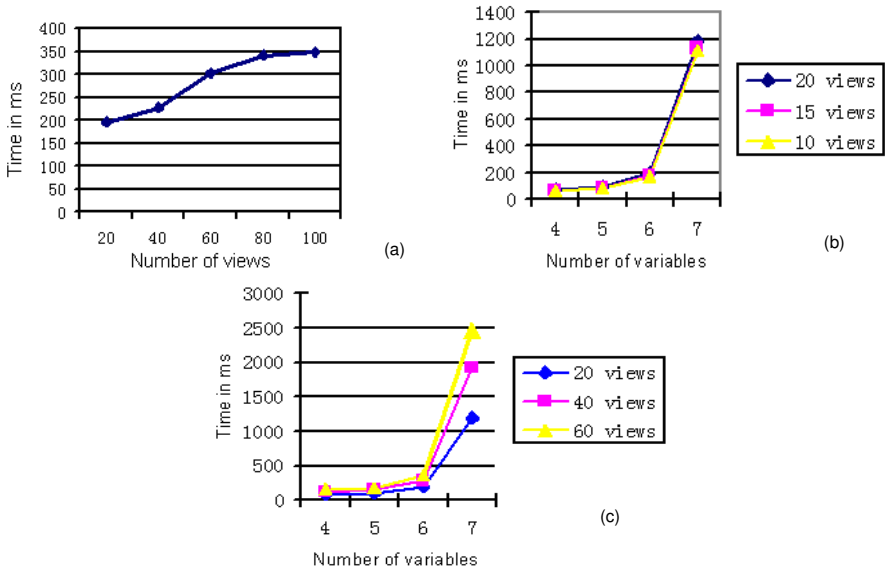 400
350
300
250
200
150
100
50
0
Time in ms
20 40 60 80 100
Number of views
(a)
1400
1200
1000
800
600
400
200
0
Time in ms
4 5 6 7
Number of variables
20 views
15 views
10 views
(b)
3000
2500
2000
1500
1000
500
0
Time in ms
4 5 6 7
Number of variables
20 views
40 views
60 views
(c)